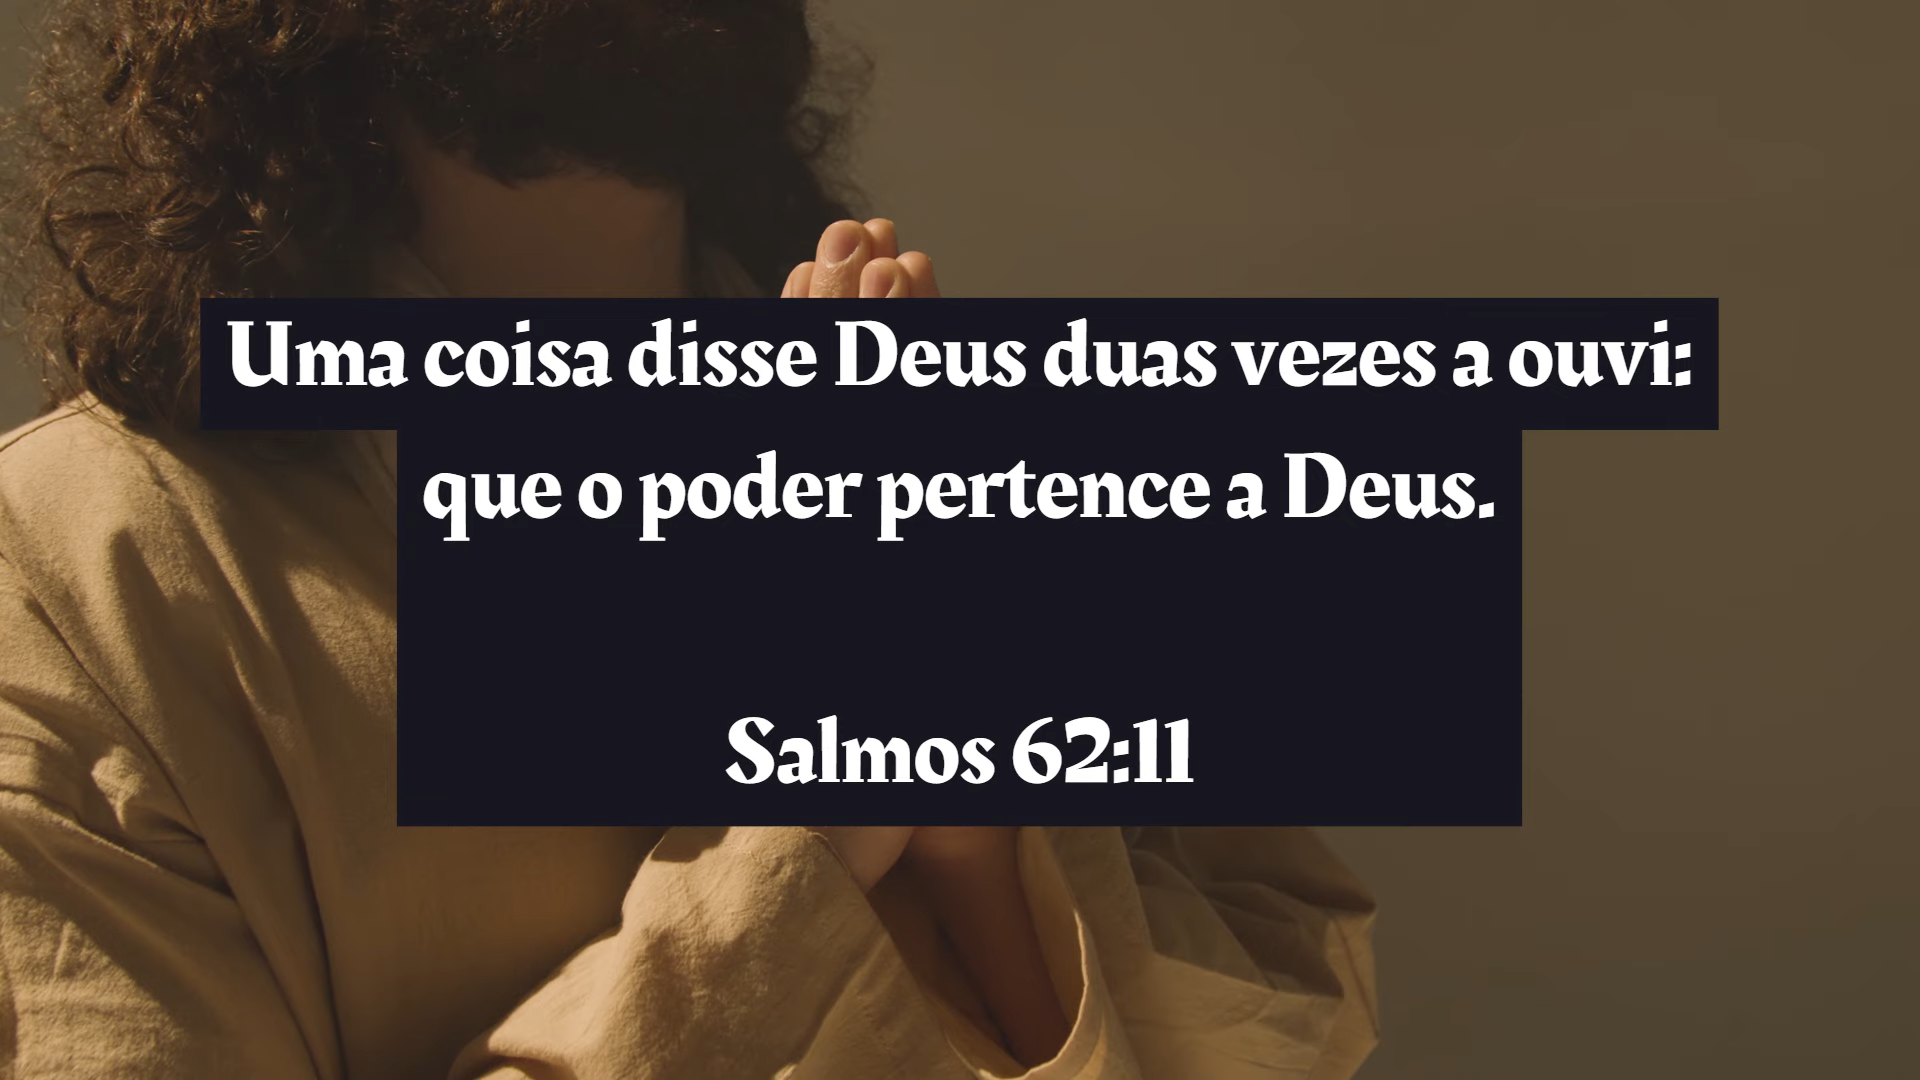 Uma coisa disse Deus duas vezes a ouvi:
que o poder pertence a Deus.
Salmos 62:11